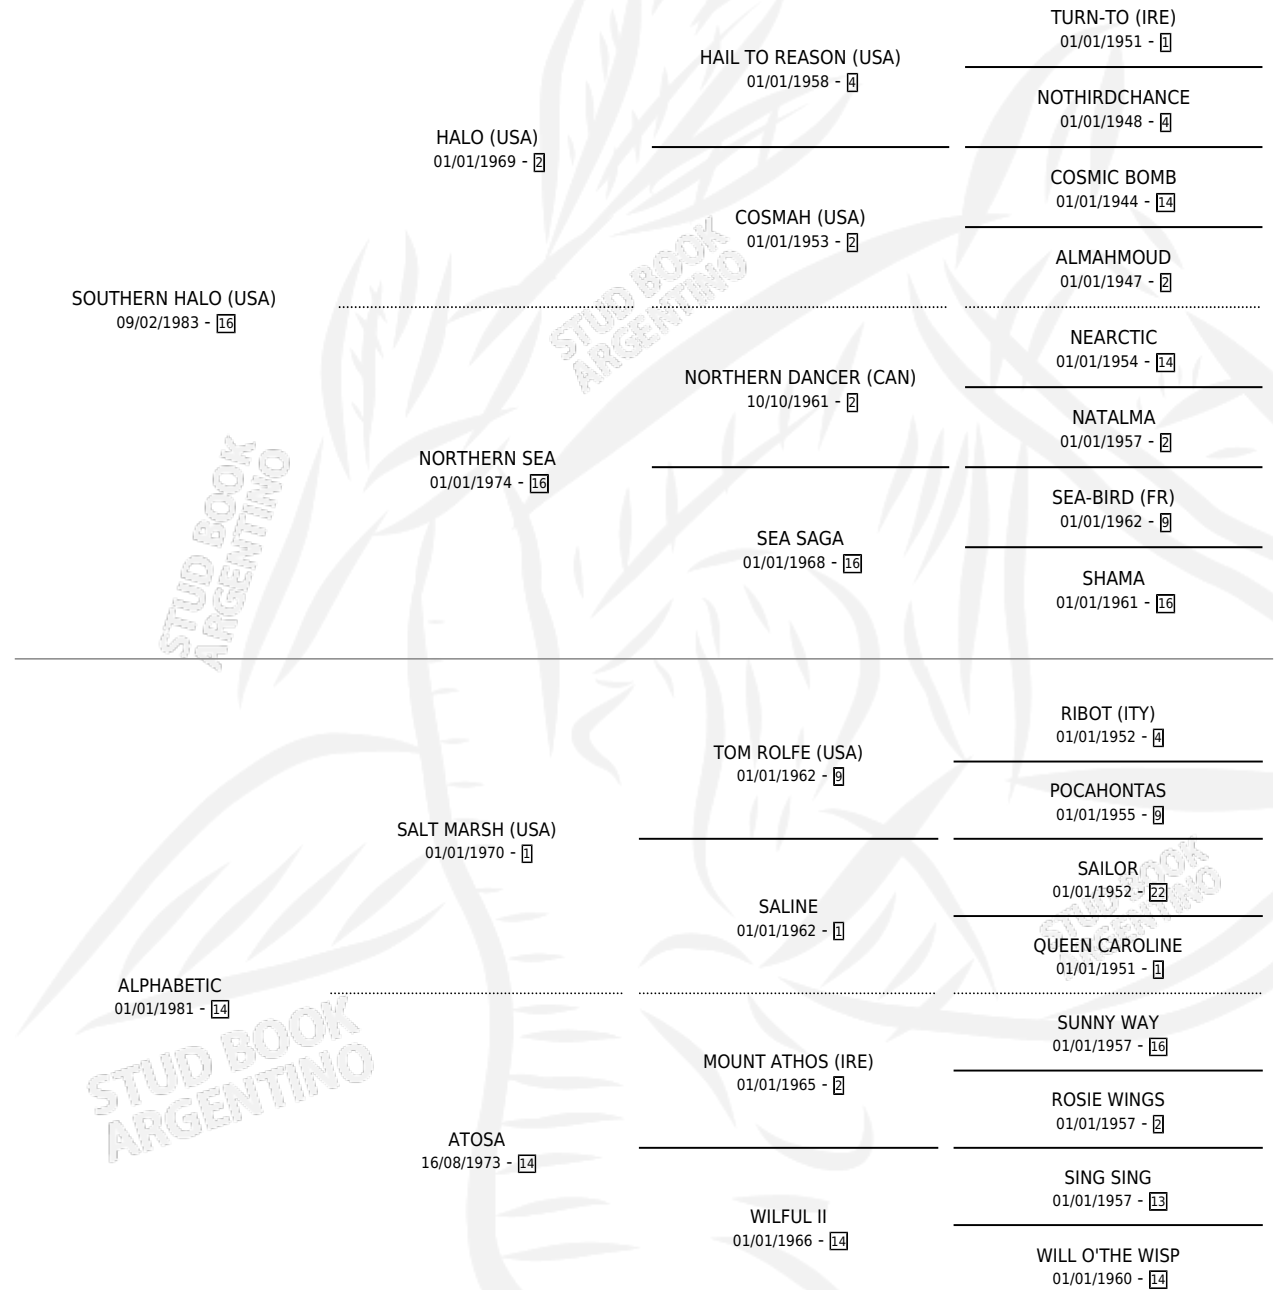 TURN-TO (IRE)
01/01/1951 - 1
HAIL TO REASON (USA)
01/01/1958 - 4
NOTHIRDCHANCE
01/01/1948 - 4
HALO (USA)
01/01/1969 - 2
COSMIC BOMB
01/01/1944 - 14
COSMAH (USA)
01/01/1953 - 2
ALMAHMOUD
01/01/1947 - 2
SOUTHERN HALO (USA)
09/02/1983 - 16
STUD BOOK
ARGENTINO
NEARCTIC
01/01/1954 - 14
NORTHERN DANCER (CAN)
10/10/1961 - 2
NATALMA
01/01/1957 - 2
NORTHERN SEA
01/01/1974 - 16
SEA-BIRD (FR)
01/01/1962 - 9
SEA SAGA
01/01/1968 - 16
SHAMA
01/01/1961 - 16
STUD BOOK
ARGENTINO
RIBOT (ITY)
01/01/1952 - 4
TOM ROLFE (USA)
01/01/1962 - 9
POCAHONTAS
01/01/1955 - 9
SALT MARSH (USA)
01/01/1970 - 1
SAILOR
01/01/1952 - 22
SALINE
01/01/1962 - 1
STUD BOOK
ARGENTINO
QUEEN CAROLINE
01/01/1951 - 1
ALPHABETIC
01/01/1981 - 14
SUNNY WAY
01/01/1957 - 16
MOUNT ATHOS (IRE)
01/01/1965 - 2
STUD BOOK
ARGENTINO
ROSIE WINGS
01/01/1957 - 2
ATOSA
16/08/1973 - 14
SING SING
01/01/1957 - 13
WILFUL II
01/01/1966 - 14
WILL O'THE WISP
01/01/1960 - 14